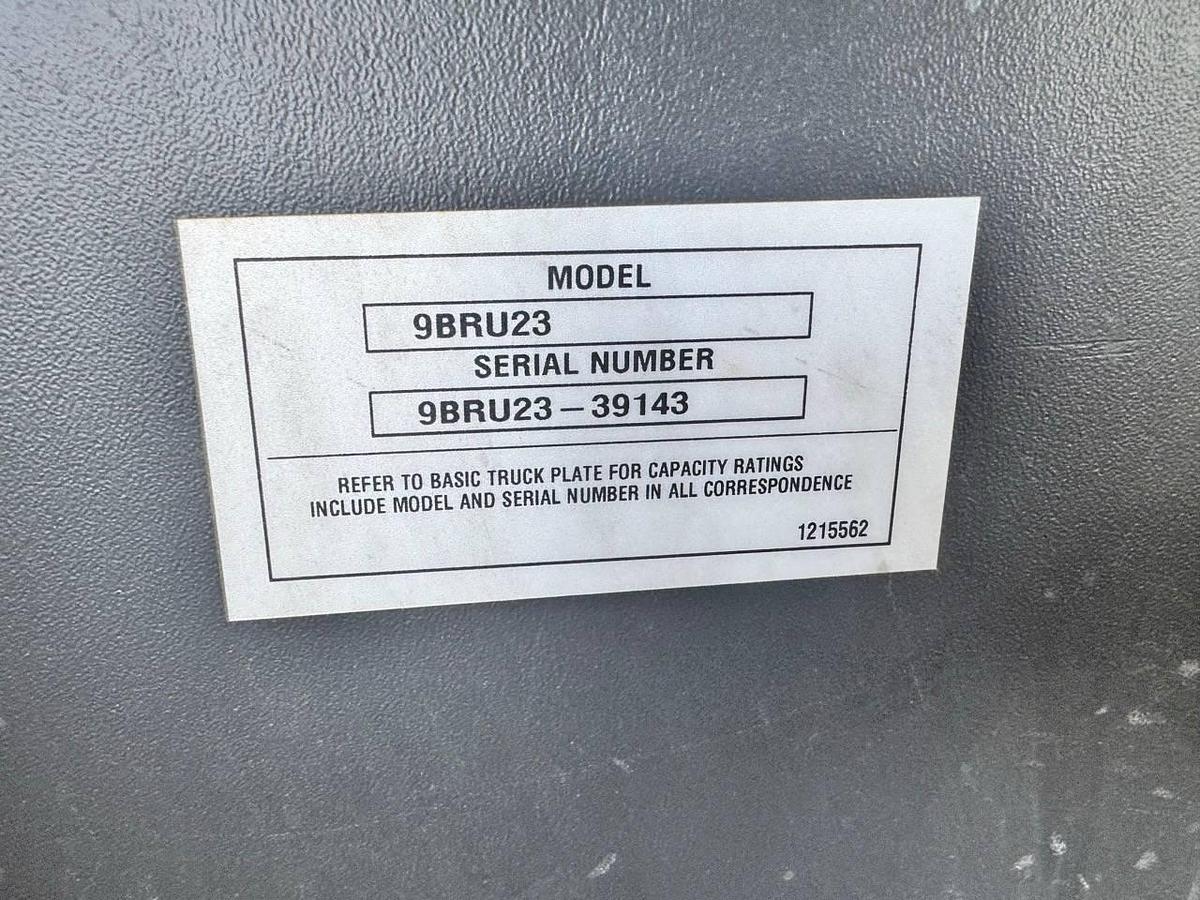 MODEL
9BRU23
SERIAL NUMBER
9BRU23-39143
REFER TO BASIC TRUCK PLATE FOR CAPACITY RATINGS
INCLUDE MODEL AND SERIAL NUMBER IN ALL CORRESPONDENCE
1215562